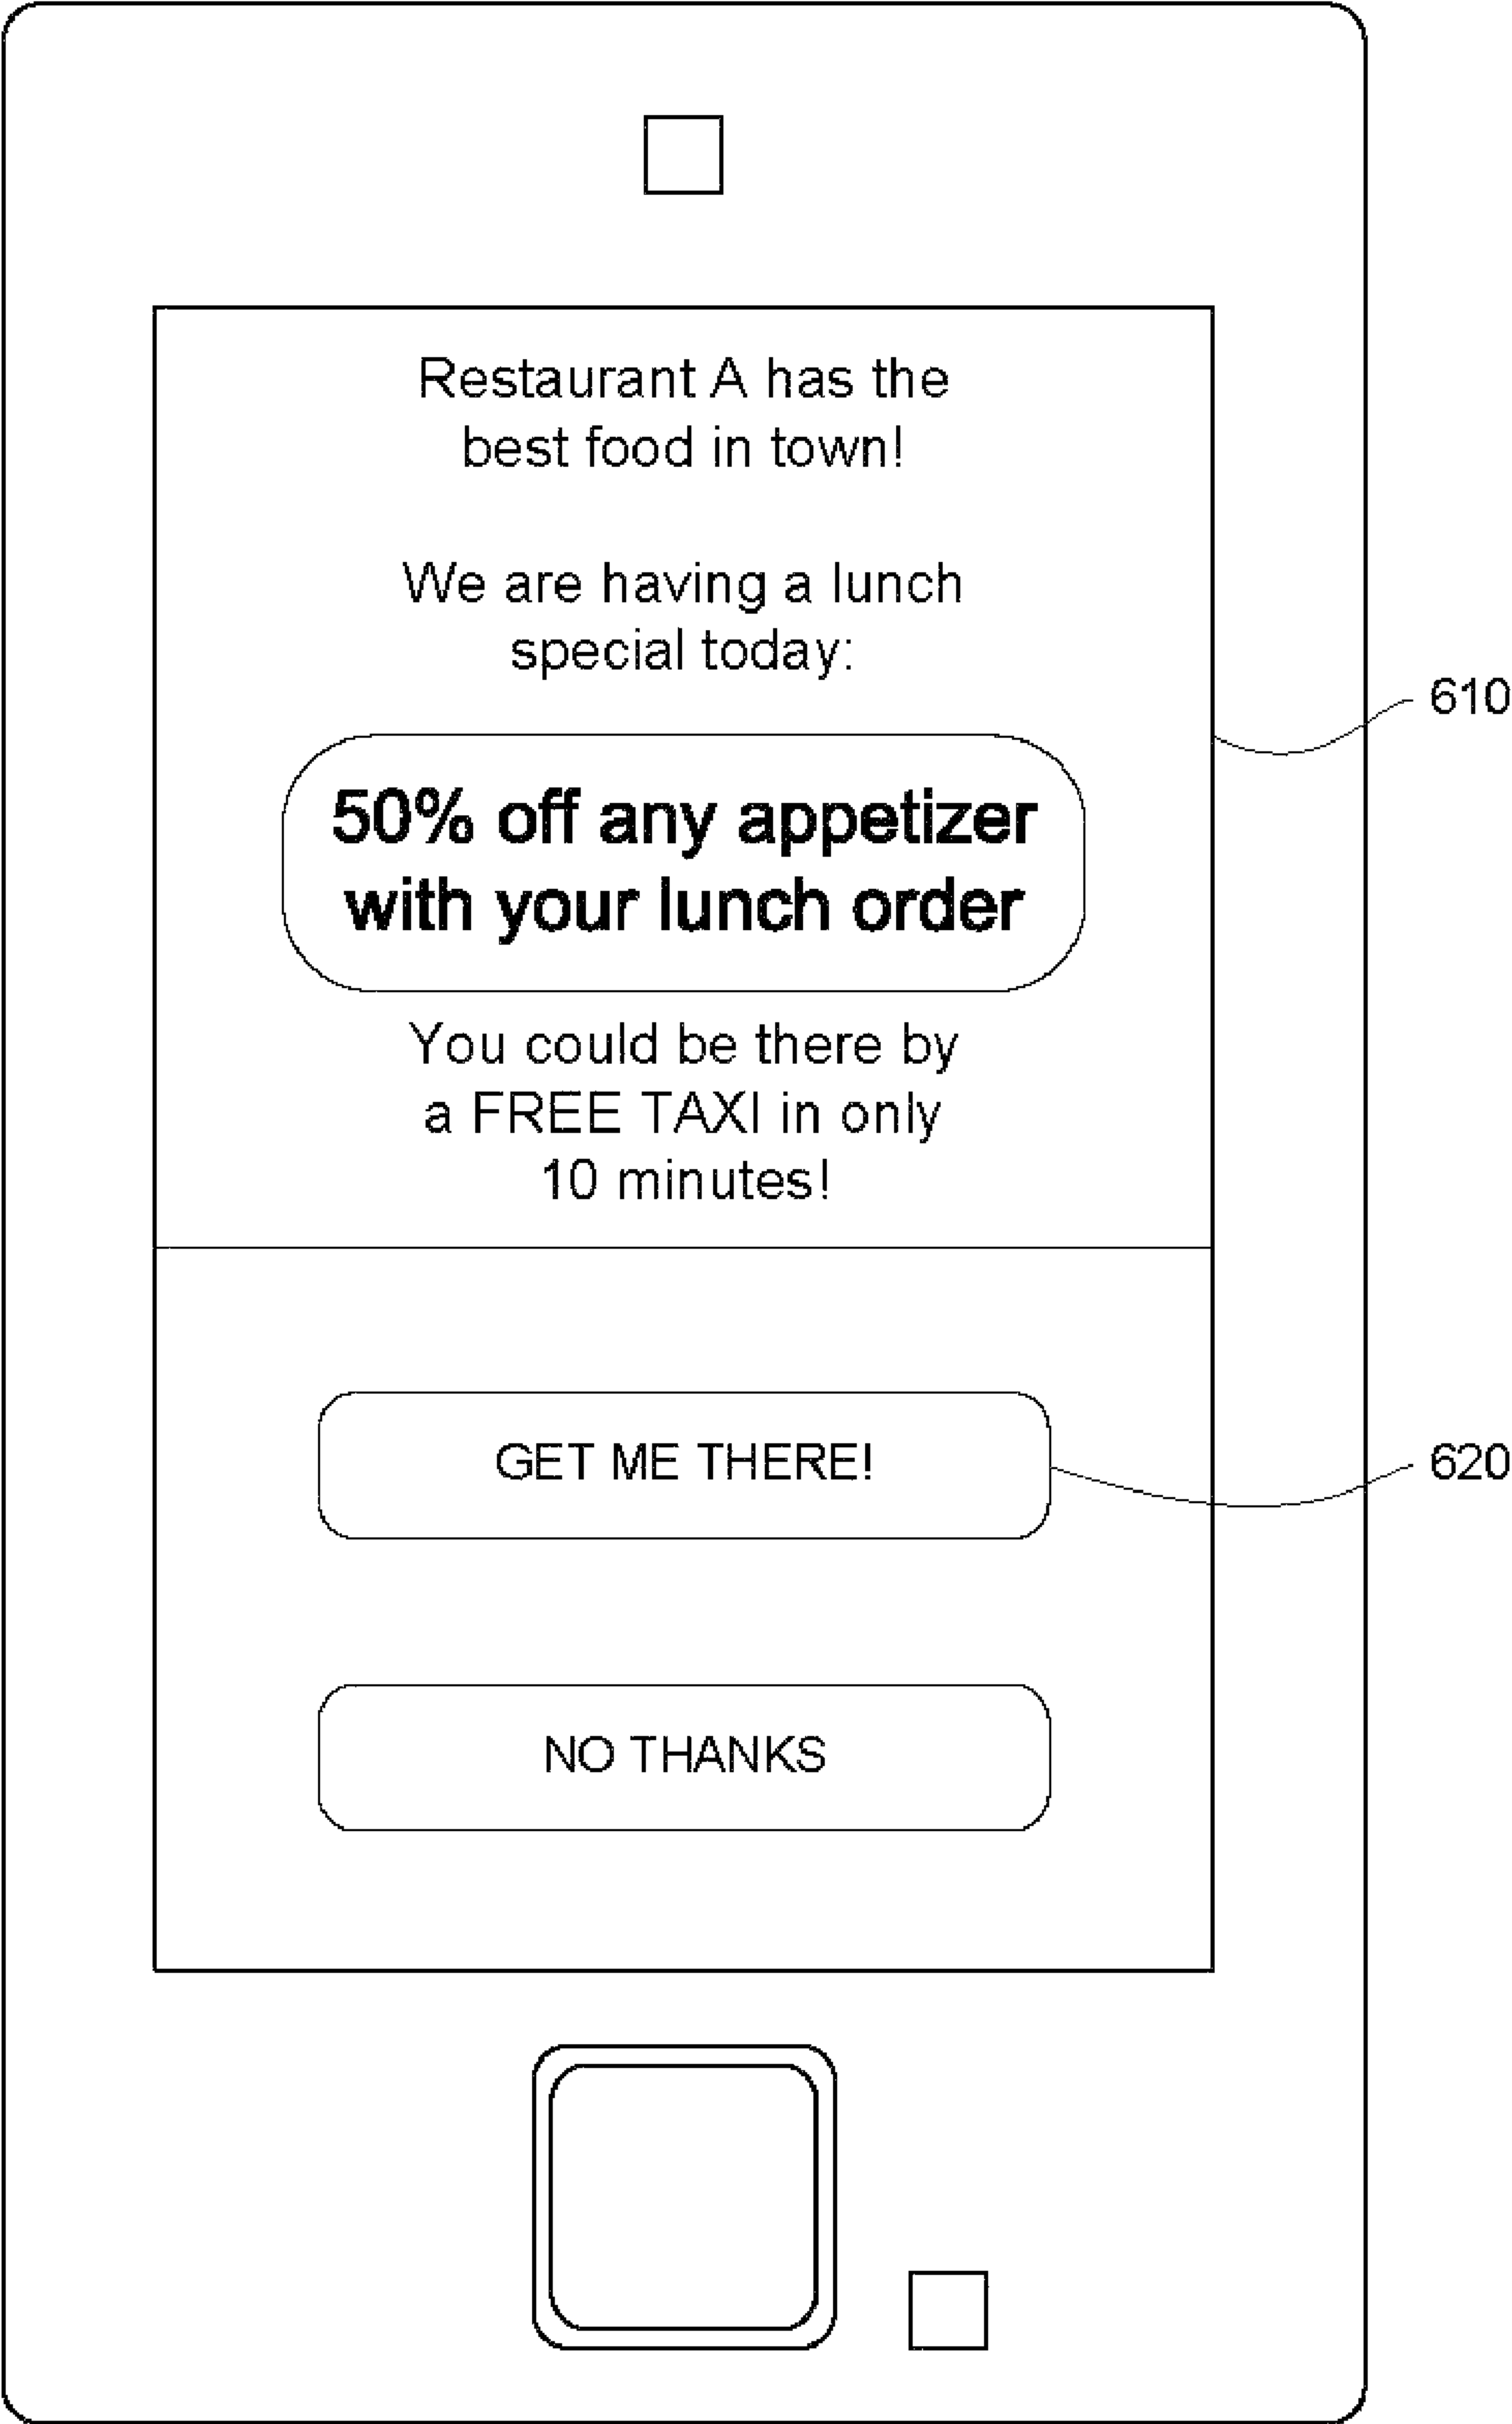 Restaurant A has the
best food in town!
We are having a lunch
special today:
610
50% off any appetizer
with your lunch order
You could be there by
a FREE TAXI in only
10 minutes!
GET ME THERE!
620
NO THANKS